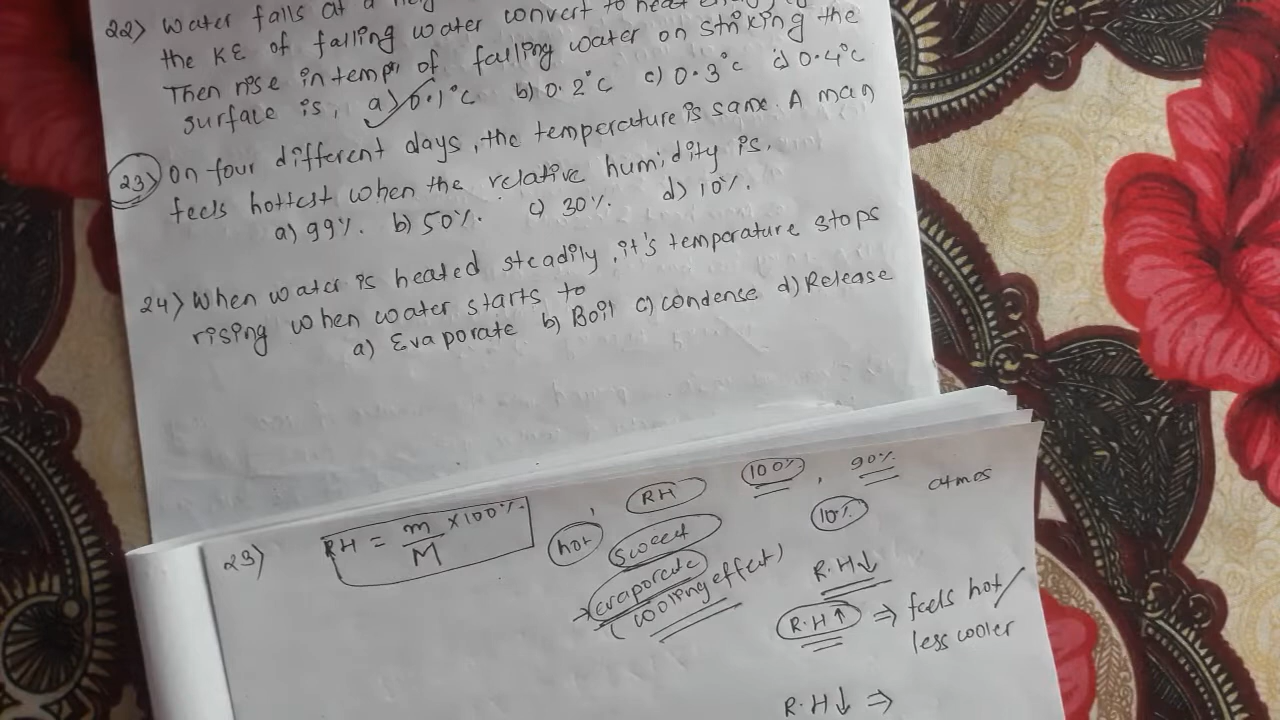 22) Water falls at a
the KE of falling water convert to heat
Then rise in tempr of falling water on striking the
surface is, a) 0.1°C b) 0.2°C c) 0.3°C d) 0.4°C
23) On four different days, the temperature is same. A man
feels hottest when the relative humidity is.
a) 99%. b) 50%. c) 30%. d) 10%.
24) When water is heated steadily, it's temparature stops
rising when water starts to
a) Evaporate b) Boil c) condense d) Release
23) RH = m/M × 100%.
hot, RH 100%, 90% atmos
sweet 10%
→ evaporate R.H↓
(cooling effect) R.H↑ ⇒ feels hot/
less cooler
R.H↓ ⇒